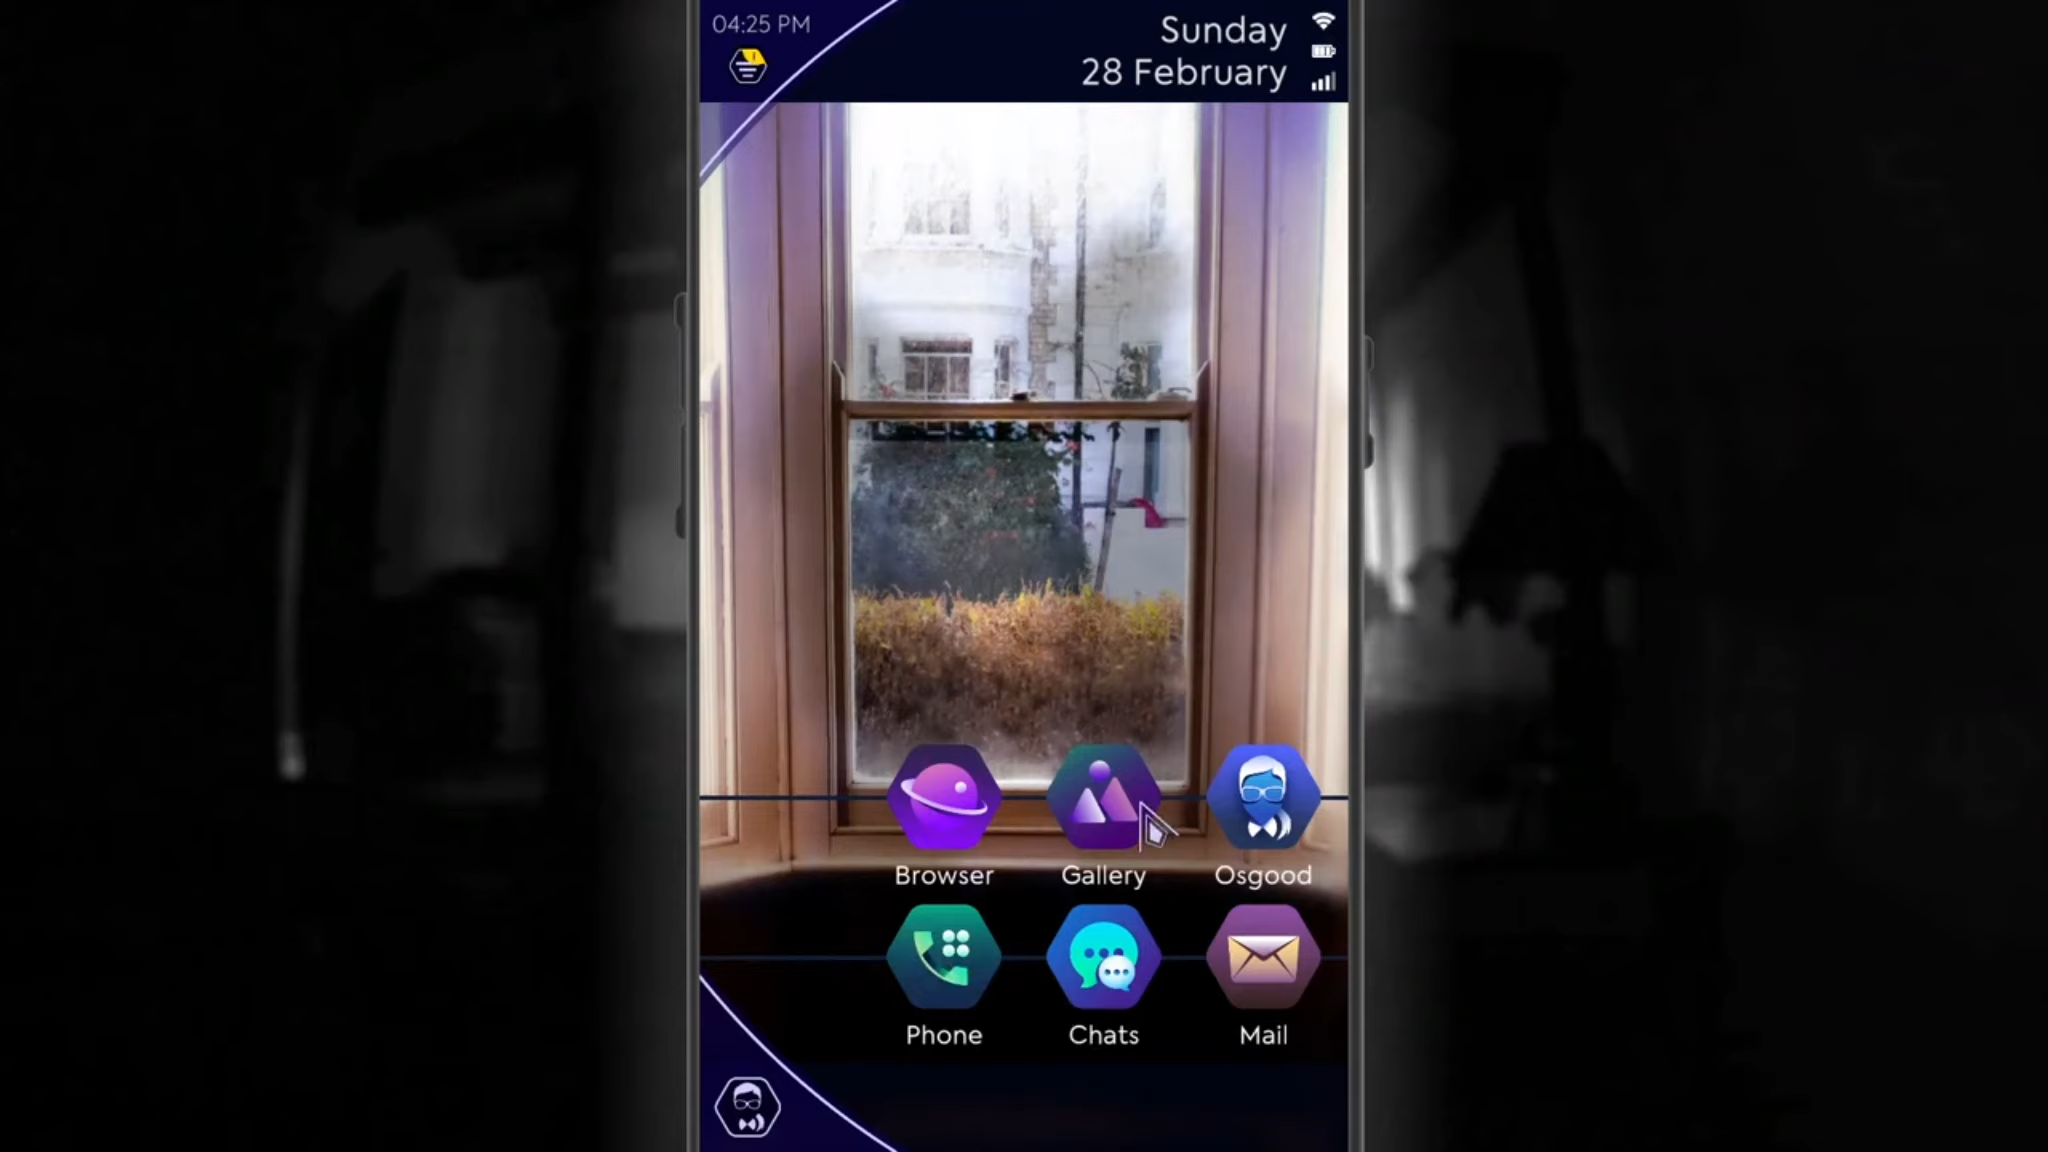 04:25 PM
Sunday
28 February
Browser
Gallery
Osgood
Phone
Chats
Mail